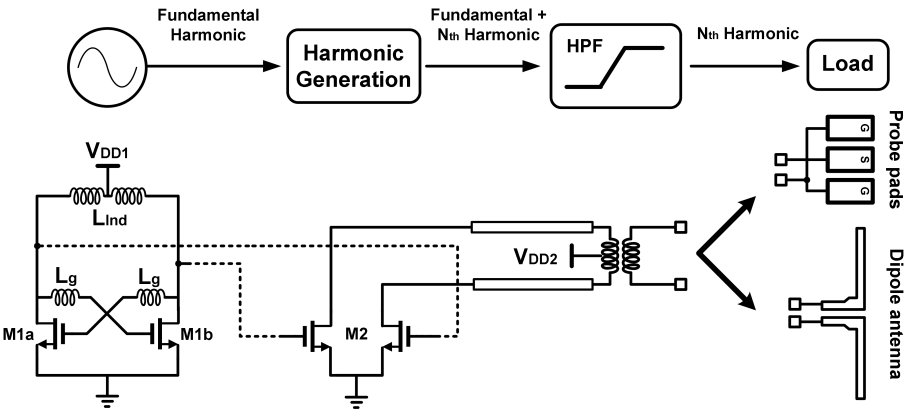 Fundamental
Harmonic
Harmonic
Generation
Fundamental +
Nth Harmonic
HPF
Nth Harmonic
Load
VDD1
LInd
Lg
Lg
M1a
M1b
M2
VDD2
G
S
G
Probe pads
Dipole antenna